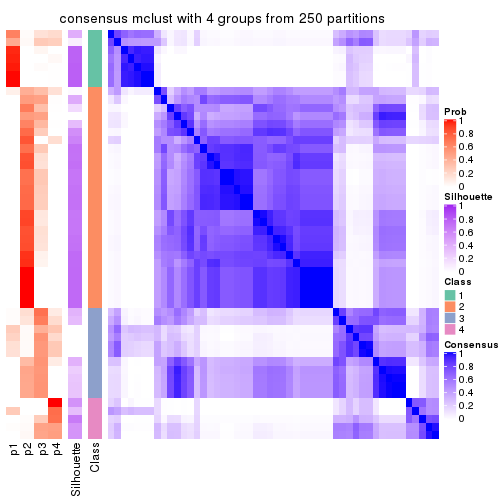 consensus mclust with 4 groups from 250 partitions
Prob
1
0.8
0.6
0.4
0.2
0
Silhouette
1
0.8
0.6
0.4
0.2
0
Class
1
2
3
4
Consensus
1
0.8
0.6
0.4
0.2
0
p1
p2
p3
p4
Silhouette
Class